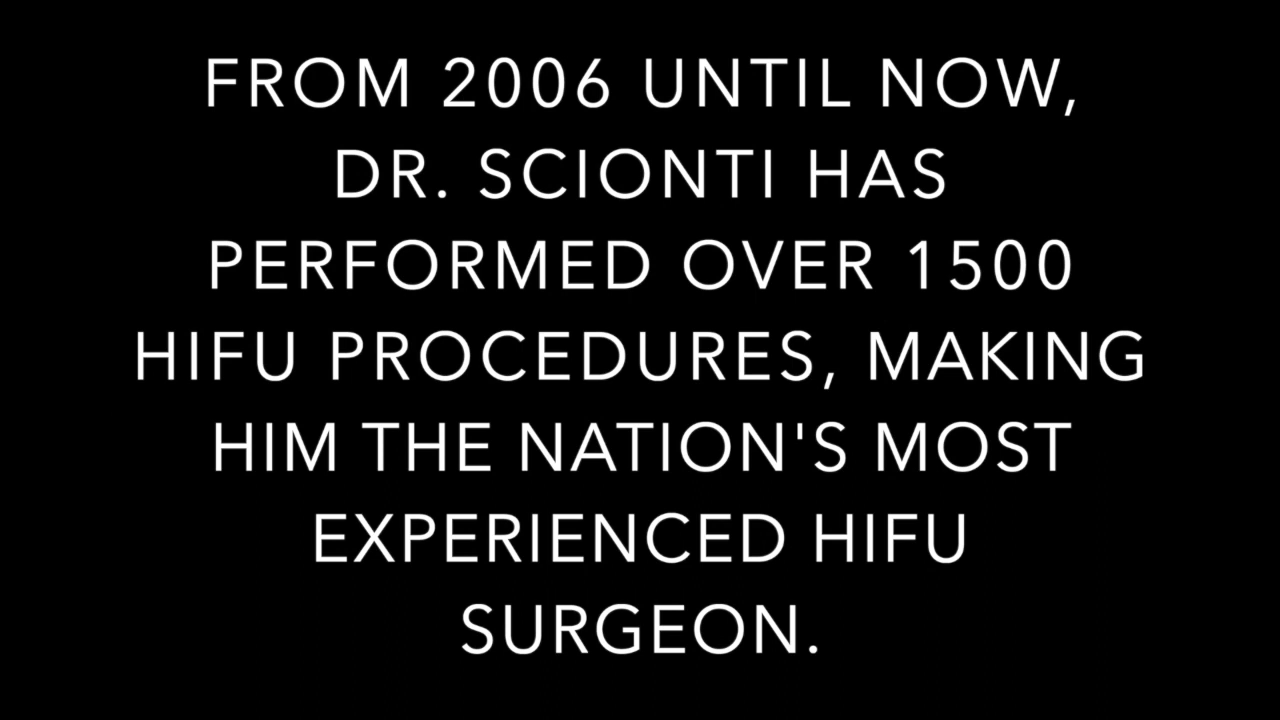 FROM 2006 UNTIL NOW,
DR. SCIONTI HAS
PERFORMED OVER 1500
HIFU PROCEDURES, MAKING
HIM THE NATION'S MOST
EXPERIENCED HIFU
SURGEON.